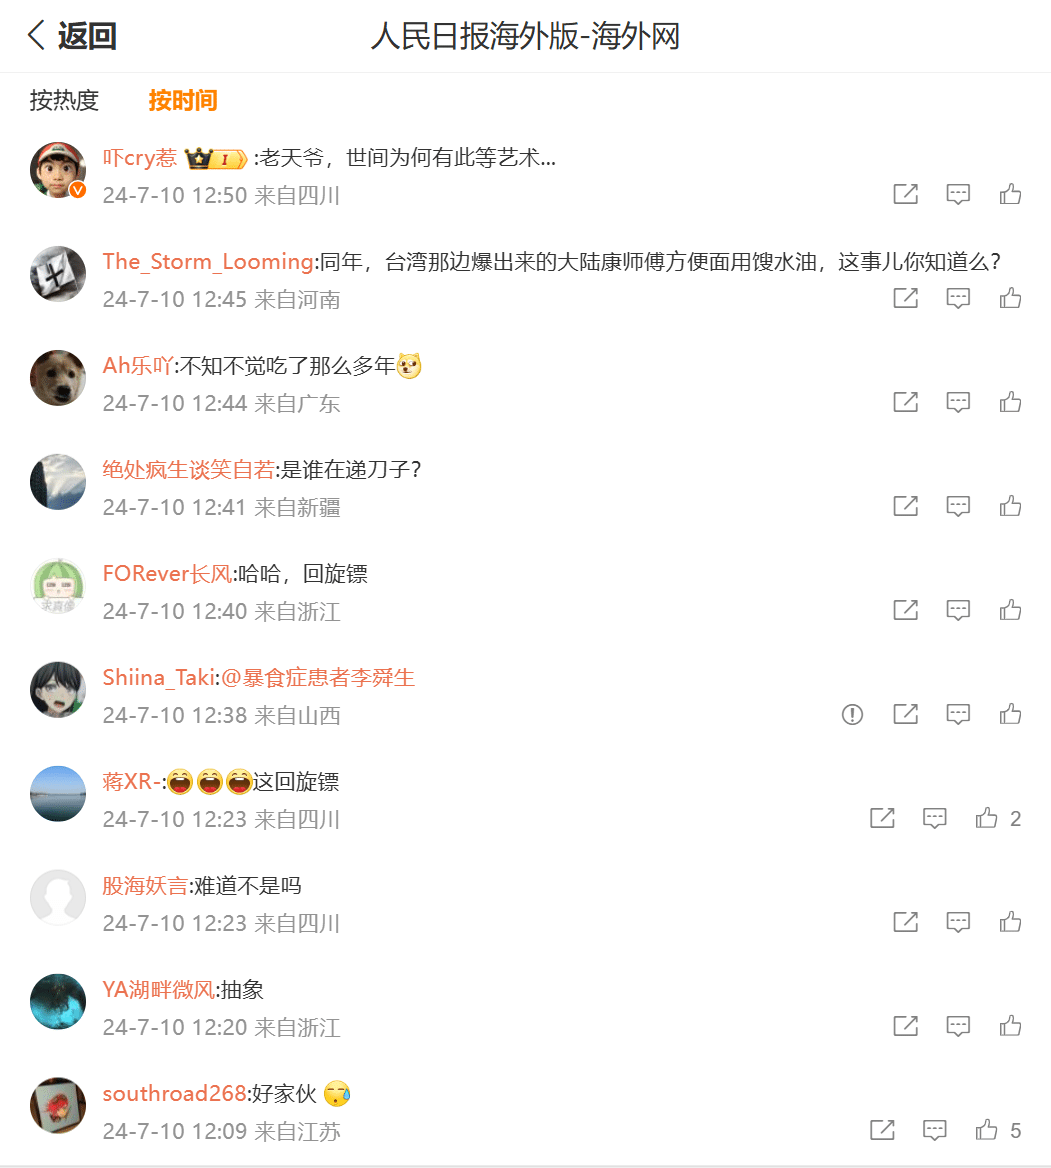 返回
人民日报海外版-海外网
按热度 按时间
吓cry惹 I :老天爷，世间为何有此等艺术...
24-7-10 12:50 来自四川
The_Storm_Looming:同年，台湾那边爆出来的大陆康师傅方便面用馊水油，这事儿你知道么?
24-7-10 12:45 来自河南
Ah乐吖:不知不觉吃了那么多年
24-7-10 12:44 来自广东
绝处疯生谈笑自若:是谁在递刀子?
24-7-10 12:41 来自新疆
FORever长风:哈哈，回旋镖
24-7-10 12:40 来自浙江
Shiina_Taki:@暴食症患者李舜生
24-7-10 12:38 来自山西
蒋XR-:这回旋镖
24-7-10 12:23 来自四川 2
股海妖言:难道不是吗
24-7-10 12:23 来自四川
YA湖畔微风:抽象
24-7-10 12:20 来自浙江
southroad268:好家伙
24-7-10 12:09 来自江苏 5